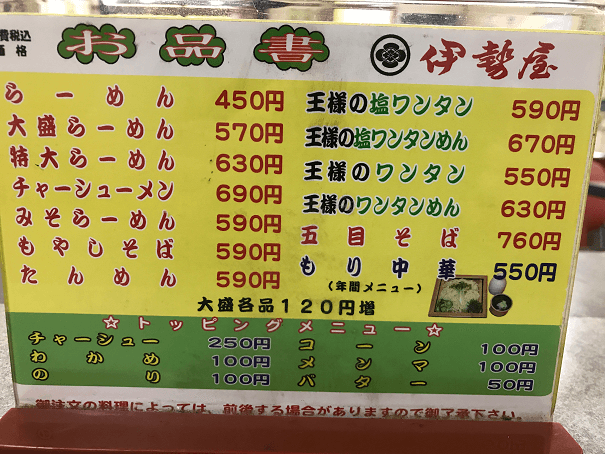 費税込
価格
お品書
伊勢屋
らーめん 450円
大盛らーめん 570円
特大らーめん 630円
チャーシューメン 690円
みそらーめん 590円
もやしそば 590円
たんめん 590円
王様の塩ワンタン 590円
王様の塩ワンタンめん 670円
王様のワンタン 550円
王様のワンタンめん 630円
五目そば 760円
もり中華 550円
(年間メニュー)
大盛各品120円増
☆トッピングメニュー☆
チャーシュー 250円
わかめ 100円
のり 100円
コーン 100円
メンマ 100円
バター 50円
御注文の料理によっては、前後する場合がありますので御了承下さい。